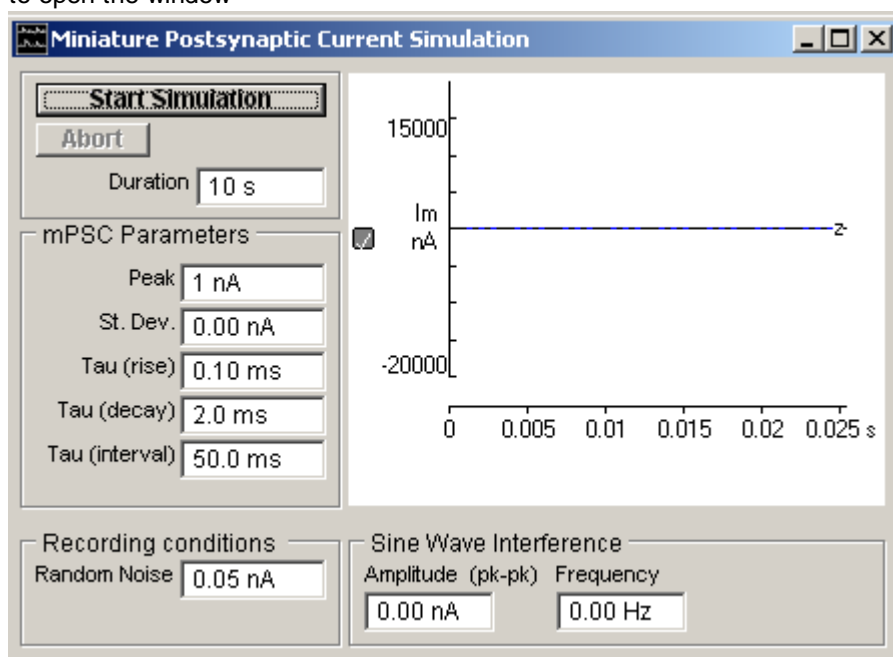 to open the window
Miniature Postsynaptic Current Simulation
Start Simulation
Abort
Duration 10 s
mPSC Parameters
Peak 1 nA
St. Dev. 0.00 nA
Tau (rise) 0.10 ms
Tau (decay) 2.0 ms
Tau (interval) 50.0 ms
15000
Im
nA
z
-20000
0 0.005 0.01 0.015 0.02 0.025 s
Recording conditions
Random Noise 0.05 nA
Sine Wave Interference
Amplitude (pk-pk) Frequency
0.00 nA 0.00 Hz